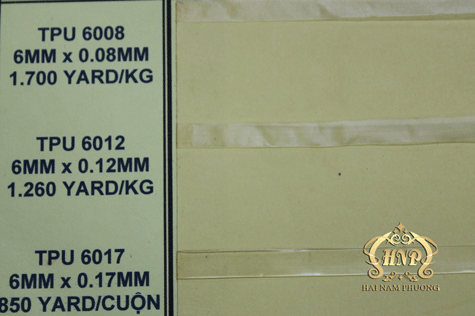 TPU 6008
6MM x 0.08MM
1.700 YARD/KG
TPU 6012
6MM x 0.12MM
1.260 YARD/KG
TPU 6017
6MM x 0.17MM
850 YARD/CUỘN
HNP
HAI NAM PHUONG